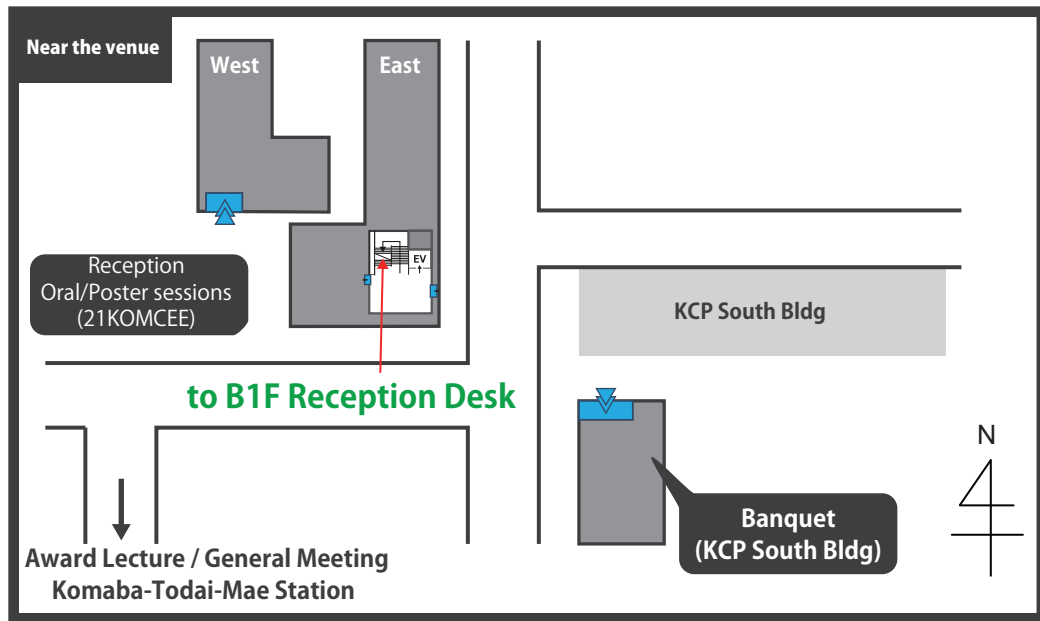 Near the venue
West
East
EV
Reception
Oral/Poster sessions
(21KOMCEE)
KCP South Bldg
to B1F Reception Desk
N
Banquet
(KCP South Bldg)
Award Lecture / General Meeting
Komaba-Todai-Mae Station